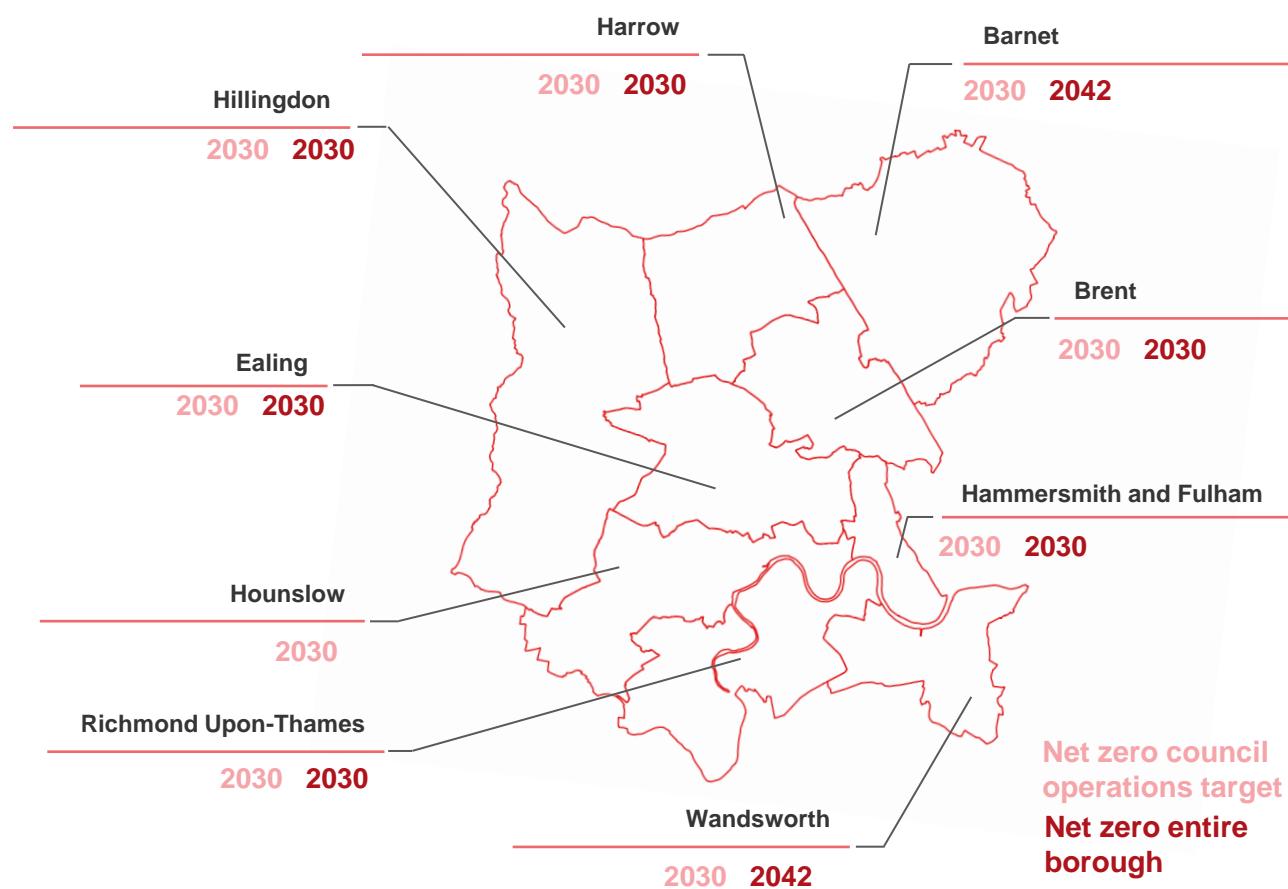 Harrow
2030 2030
Barnet
2030 2042
Hillingdon
2030 2030
Brent
2030 2030
Ealing
2030 2030
Hammersmith and Fulham
2030 2030
Hounslow
2030
Richmond Upon-Thames
2030 2030
Wandsworth
2030 2042
Net zero council
operations target
Net zero entire
borough